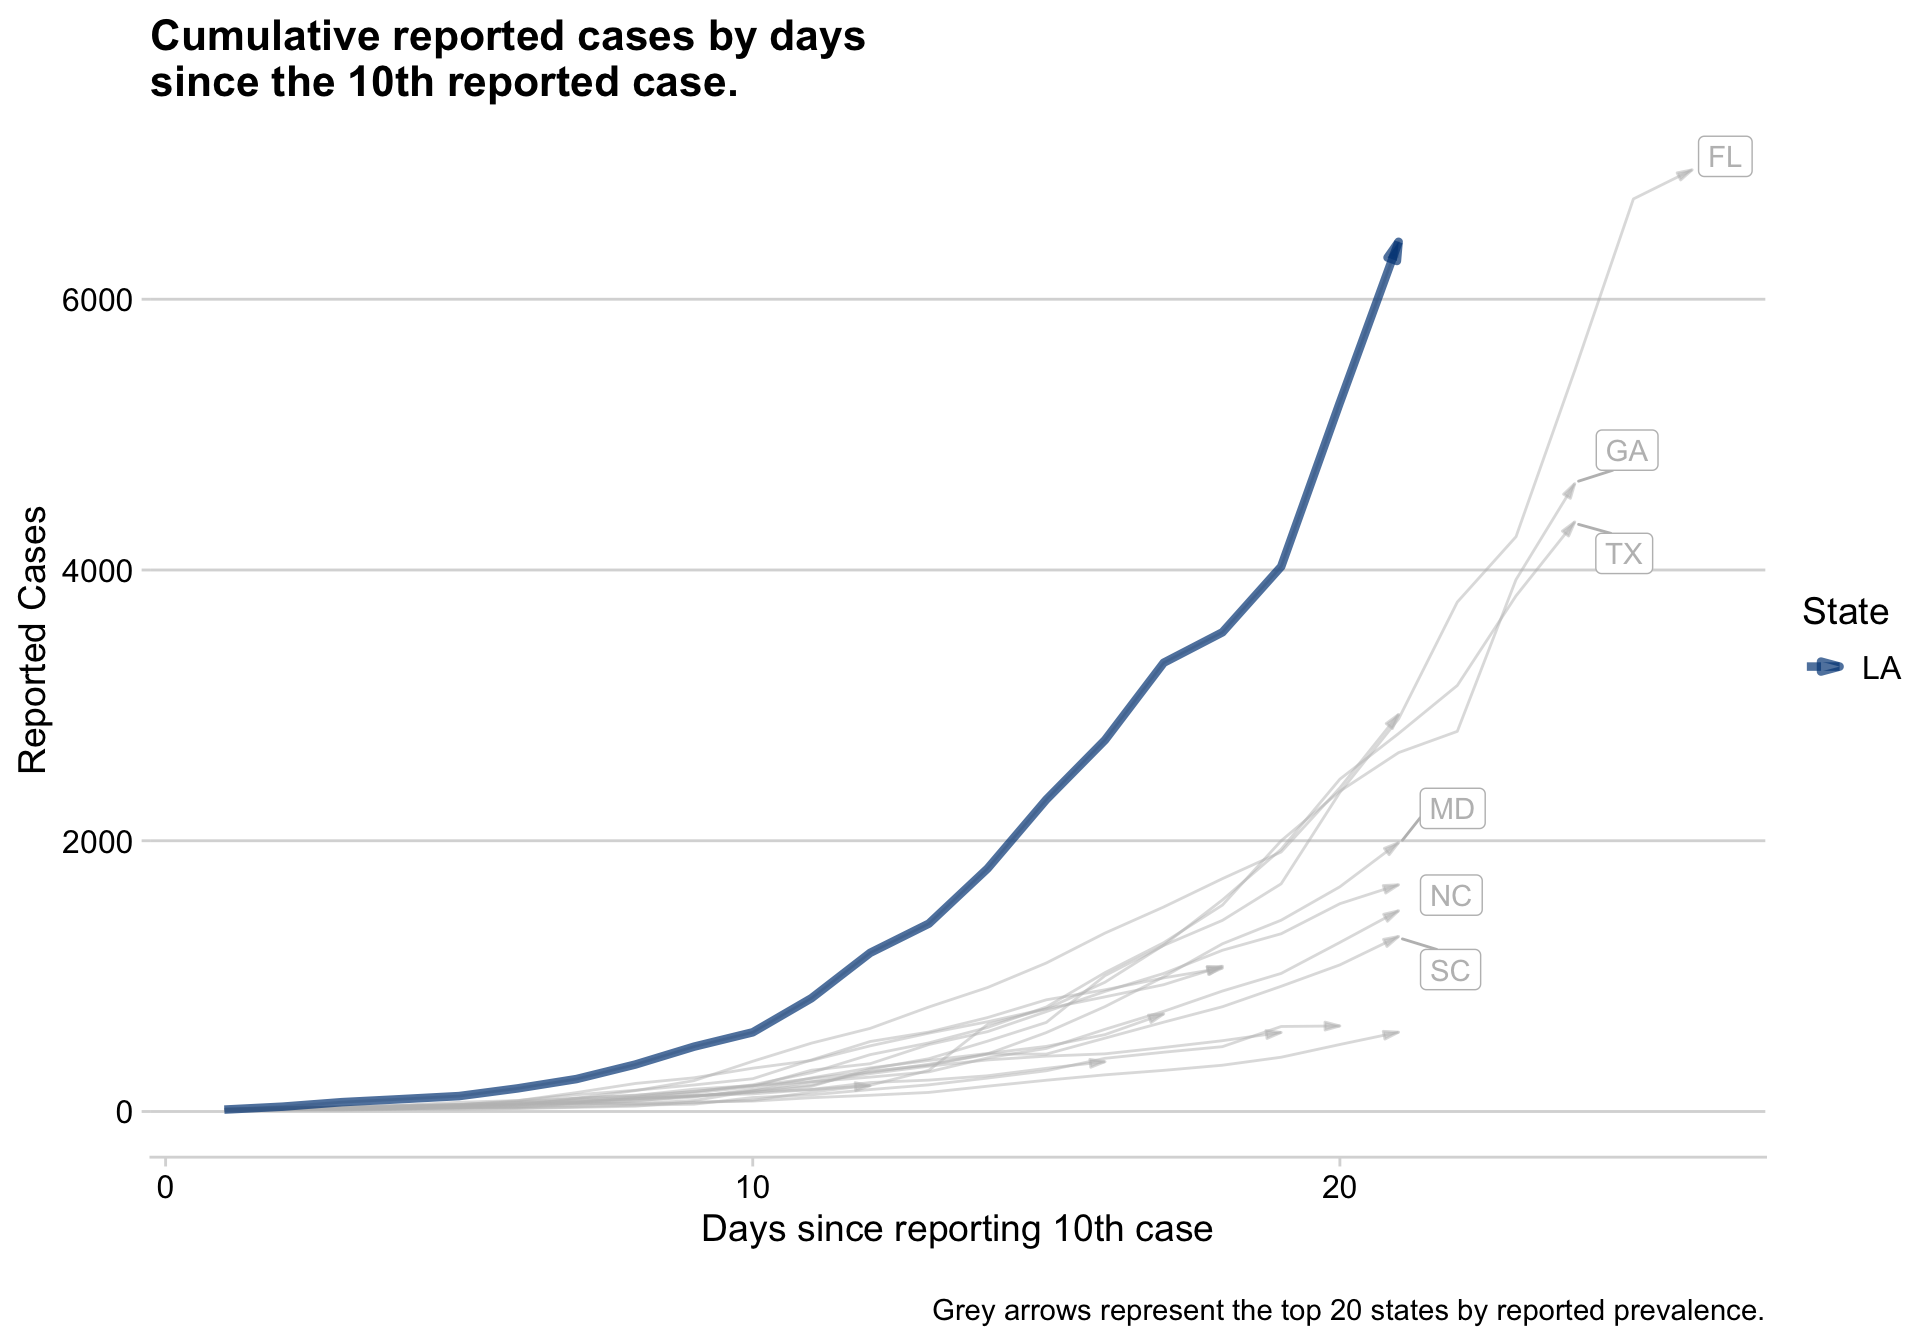 Cumulative reported cases by days
since the 10th reported case.
FL
6000
GA
4000
TX
Reported Cases
State
LA
MD
2000
NC
SC
0
0 10 20
Days since reporting 10th case
Grey arrows represent the top 20 states by reported prevalence.